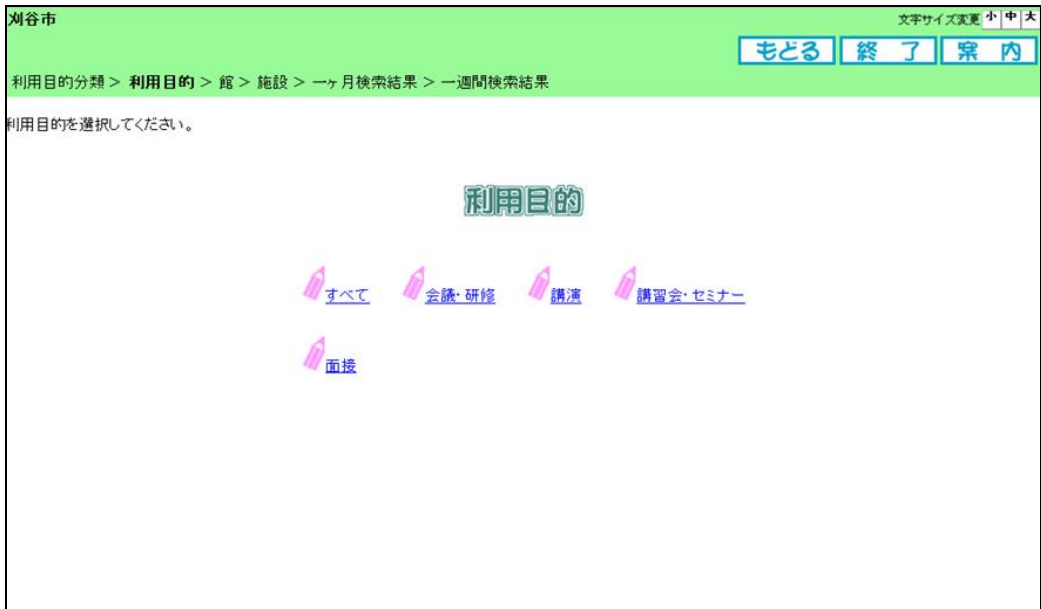 刈谷市
文字サイズ変更 小 中 大
もどる 終了 案内
利用目的分類 > 利用目的 > 館 > 施設 > 一ヶ月検索結果 > 一週間検索結果
利用目的を選択してください。
利用目的
すべて 会議・研修 講演 講習会・セミナー
面接